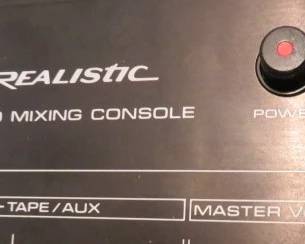 REALISTIC
MIXING CONSOLE
TAPE/AUX
MASTER